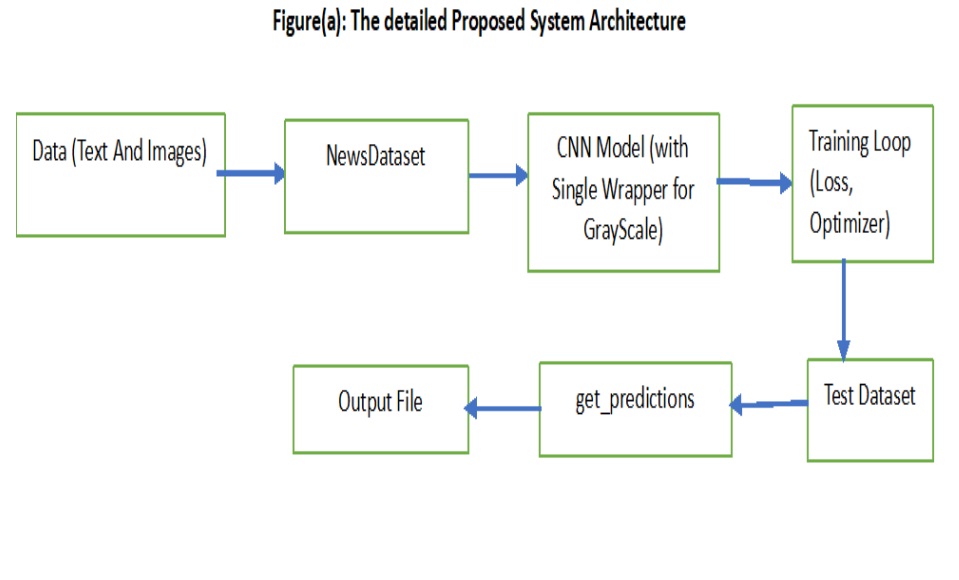 Figure(a): The detailed Proposed System Architecture
Data (Text And Images)
NewsDataset
CNN Model (with
Single Wrapper for
GrayScale)
Training Loop
(Loss,
Optimizer)
Output File
get_predictions
Test Dataset